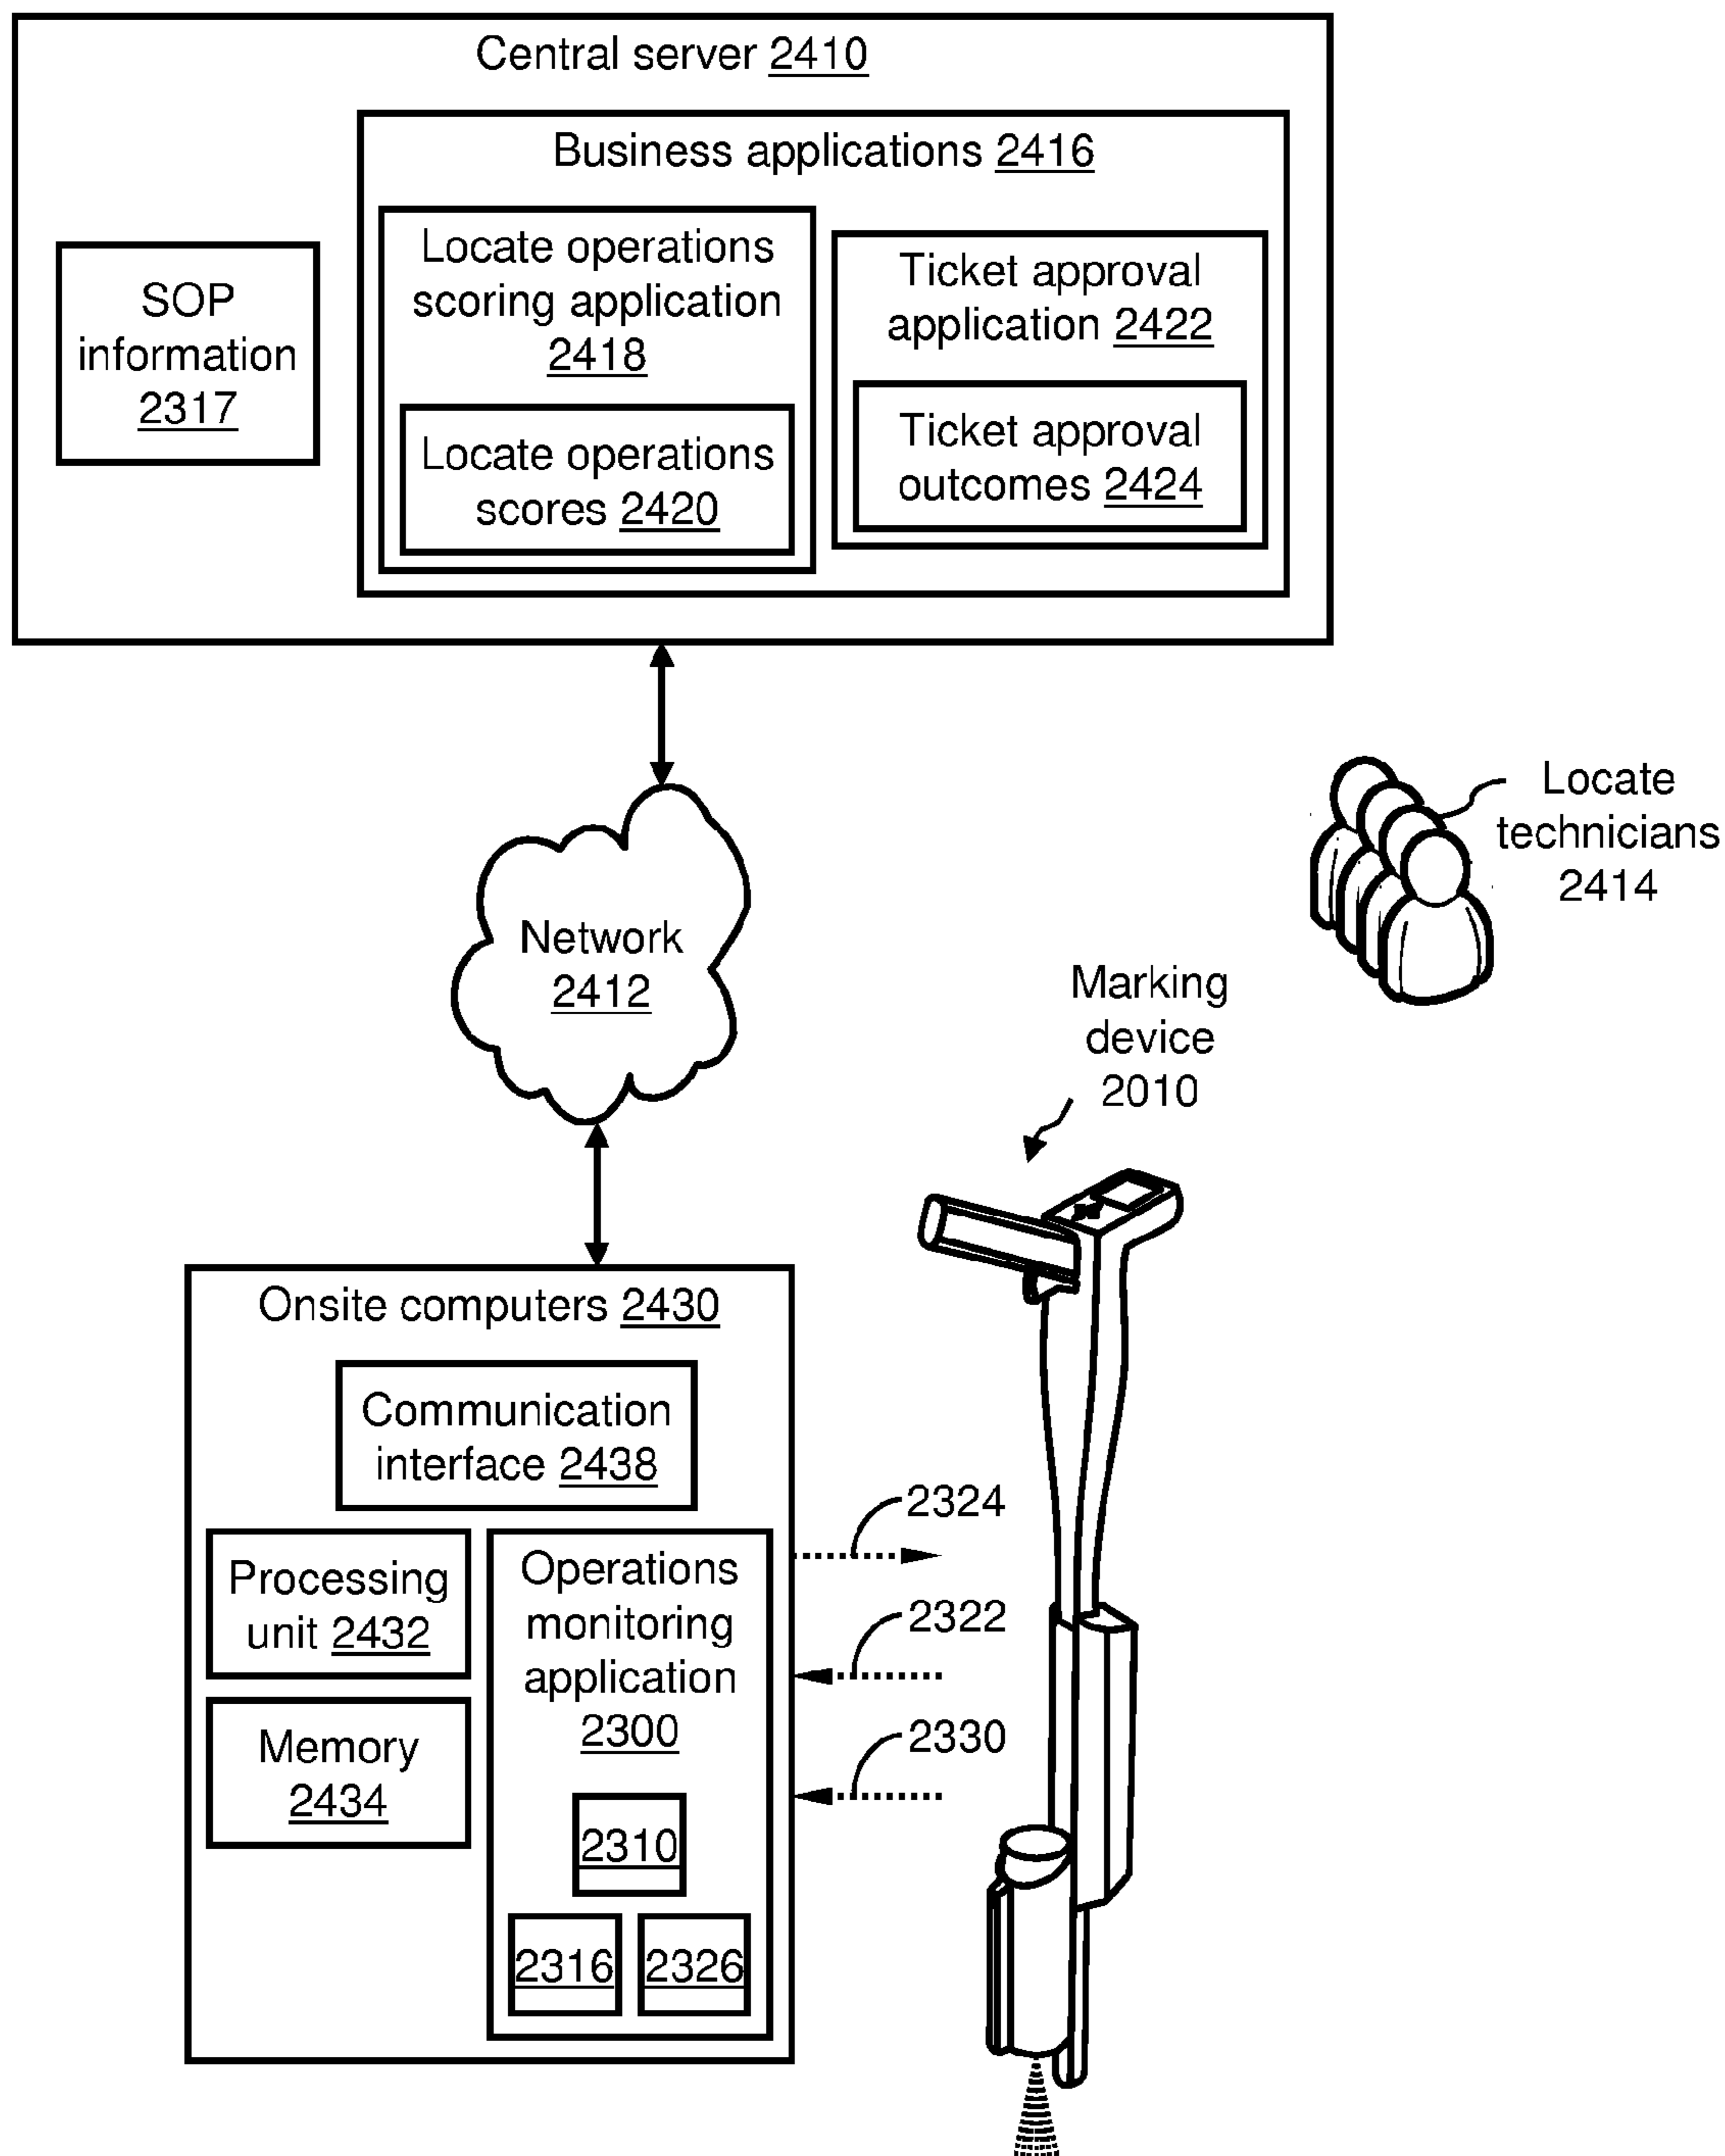 Central server 2410
Business applications 2416
SOP
information
2317
Locate operations
scoring application
2418
Locate operations
scores 2420
Ticket approval
application 2422
Ticket approval
outcomes 2424
Locate
technicians
2414
Network
2412
Marking
device
2010
Onsite computers 2430
Communication
interface 2438
Processing
unit 2432
Memory
2434
Operations
monitoring
application
2300
2310
2316
2326
2324
2322
2330